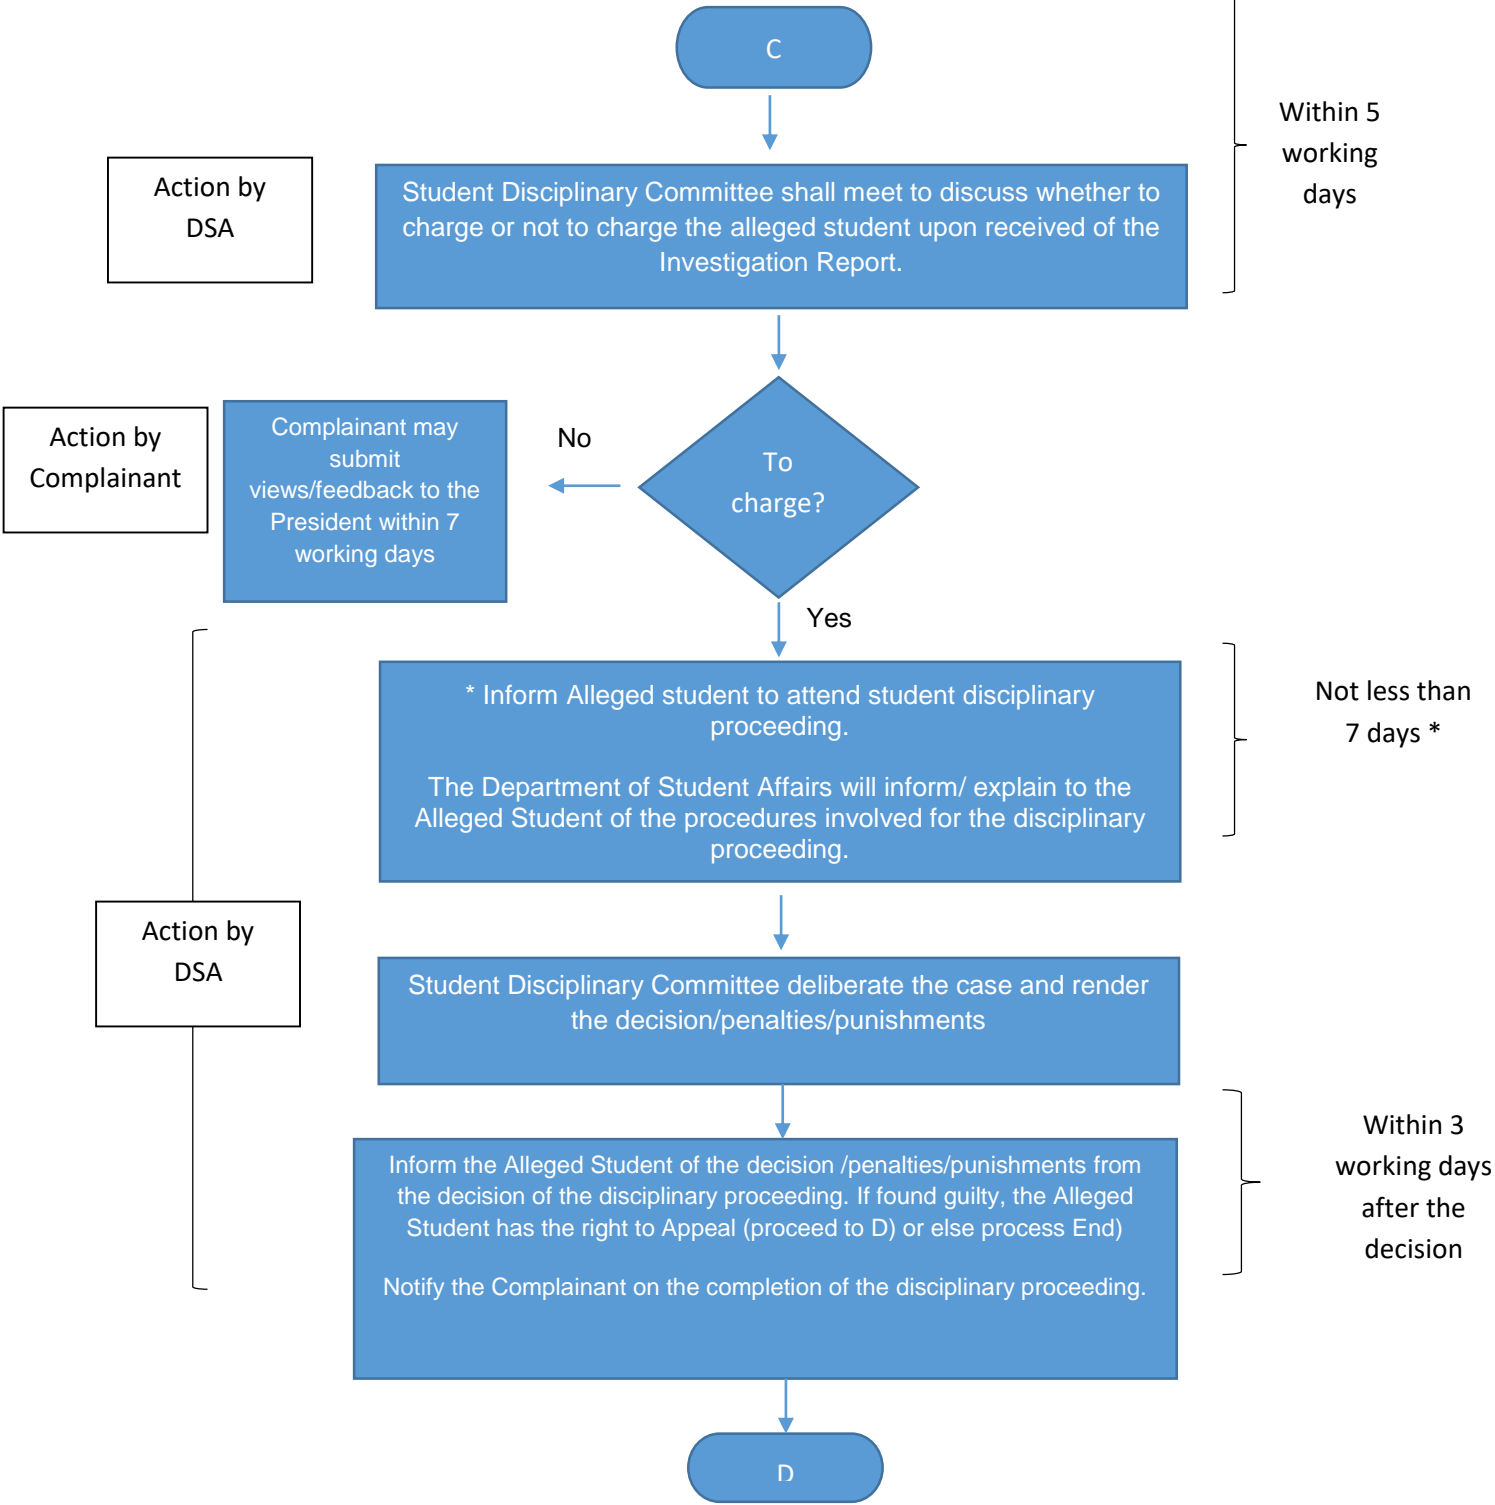 C
Within 5
working
days
Action by
DSA
Student Disciplinary Committee shall meet to discuss whether to
charge or not to charge the alleged student upon received of the
Investigation Report.
Action by
Complainant
Complainant may
submit
views/feedback to the
President within 7
working days
No
To
charge?
Yes
* Inform Alleged student to attend student disciplinary
proceeding.
The Department of Student Affairs will inform/ explain to the
Alleged Student of the procedures involved for the disciplinary
proceeding.
Not less than
7 days *
Action by
DSA
Student Disciplinary Committee deliberate the case and render
the decision/penalties/punishments
Inform the Alleged Student of the decision /penalties/punishments from
the decision of the disciplinary proceeding. If found guilty, the Alleged
Student has the right to Appeal (proceed to D) or else process End)
Notify the Complainant on the completion of the disciplinary proceeding.
Within 3
working days
after the
decision
D